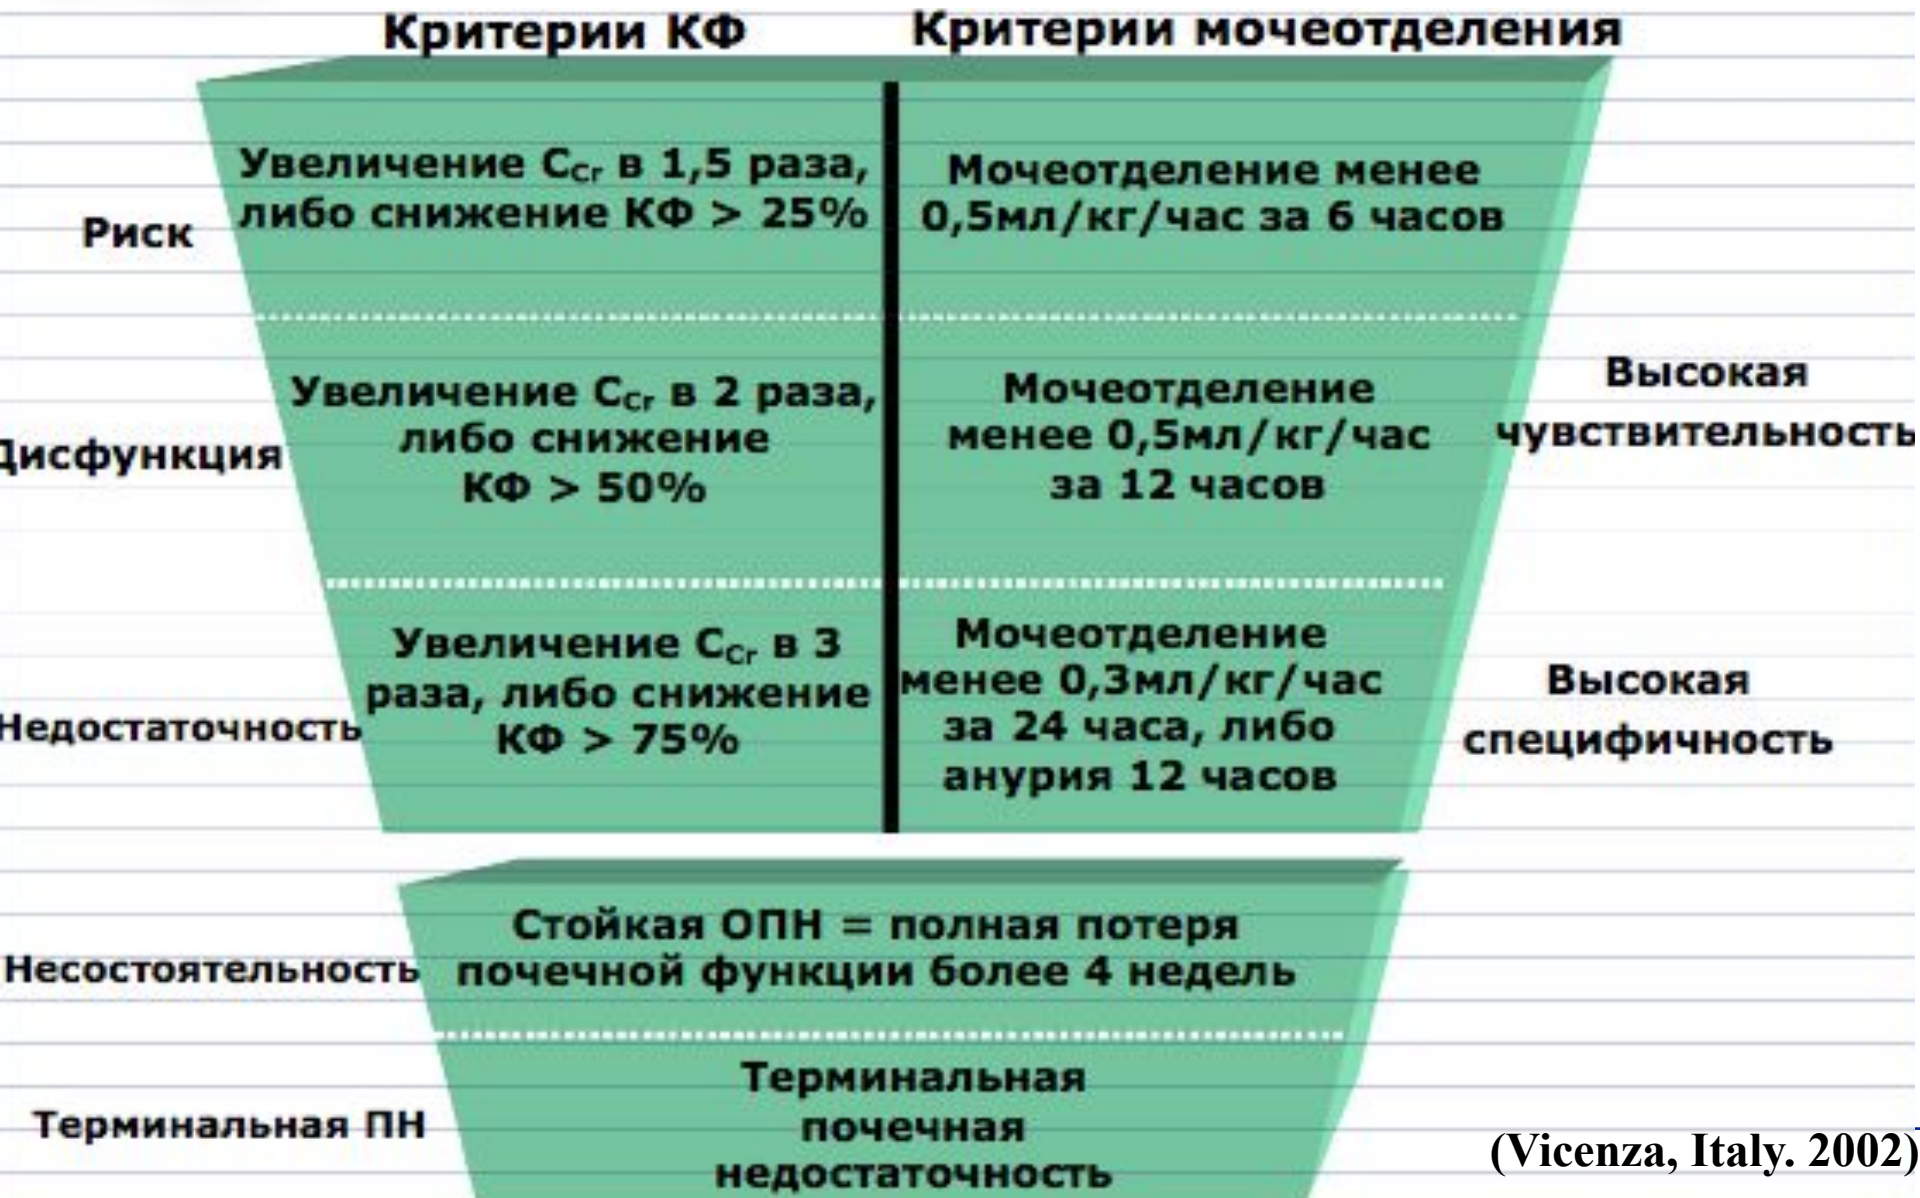 Критерии КФ
Критерии мочеотделения
Риск
Увеличение CCr в 1,5 раза,
либо снижение КФ > 25%
Мочеотделение менее
0,5мл/кг/час за 6 часов
Дисфункция
Увеличение CCr в 2 раза,
либо снижение
КФ > 50%
Мочеотделение
менее 0,5мл/кг/час
за 12 часов
Высокая
чувствительность
Недостаточность
Увеличение CCr в 3
раза, либо снижение
КФ > 75%
Мочеотделение
менее 0,3мл/кг/час
за 24 часа, либо
анурия 12 часов
Высокая
специфичность
Несостоятельность
Стойкая ОПН = полная потеря
почечной функции более 4 недель
Терминальная ПН
Терминальная
почечная
недостаточность
(Vicenza, Italy. 2002)